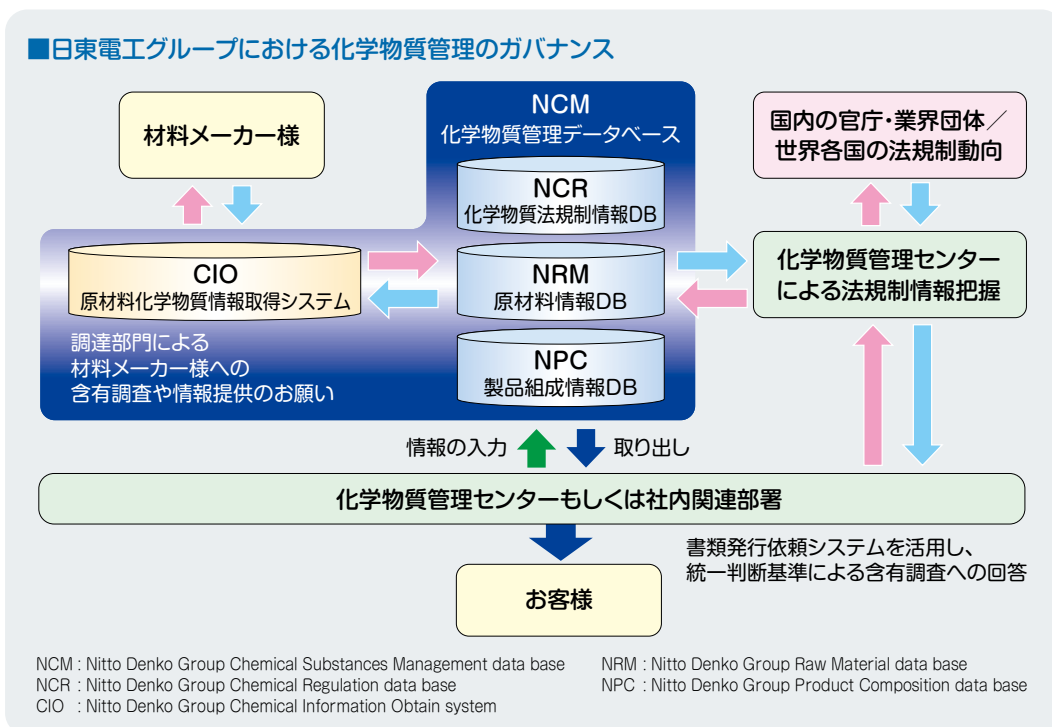 ■日東電工グループにおける化学物質管理のガバナンス
材料メーカー様
NCM
化学物質管理データベース
国内の官庁・業界団体／
世界各国の法規制動向
NCR
化学物質法規制情報DB
CIO
原材料化学物質情報取得システム
NRM
原材料情報DB
化学物質管理センター
による法規制情報把握
調達部門による
材料メーカー様への
含有調査や情報提供のお願い
NPC
製品組成情報DB
情報の入力
取り出し
化学物質管理センターもしくは社内関連部署
書類発行依頼システムを活用し、
統一判断基準による含有調査への回答
お客様
NCM : Nitto Denko Group Chemical Substances Management data base
NCR : Nitto Denko Group Chemical Regulation data base
CIO : Nitto Denko Group Chemical Information Obtain system
NRM : Nitto Denko Group Raw Material data base
NPC : Nitto Denko Group Product Composition data base